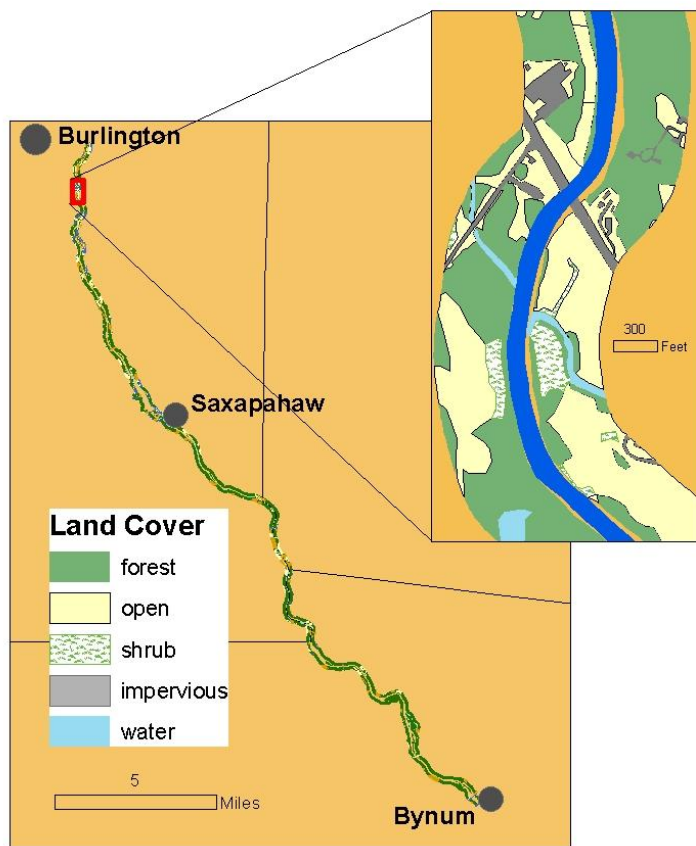 Burlington
300
Feet
Saxapahaw
Land Cover
forest
open
shrub
impervious
water
5
Miles
Bynum